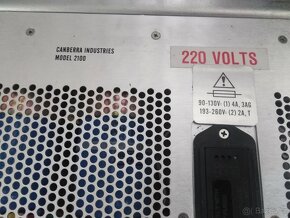 CANBERRA INDUSTRIES
MODEL 2100
220 VOLTS
90-130V-(1) 4A, 3AG
193-260V-(2) 2A, T